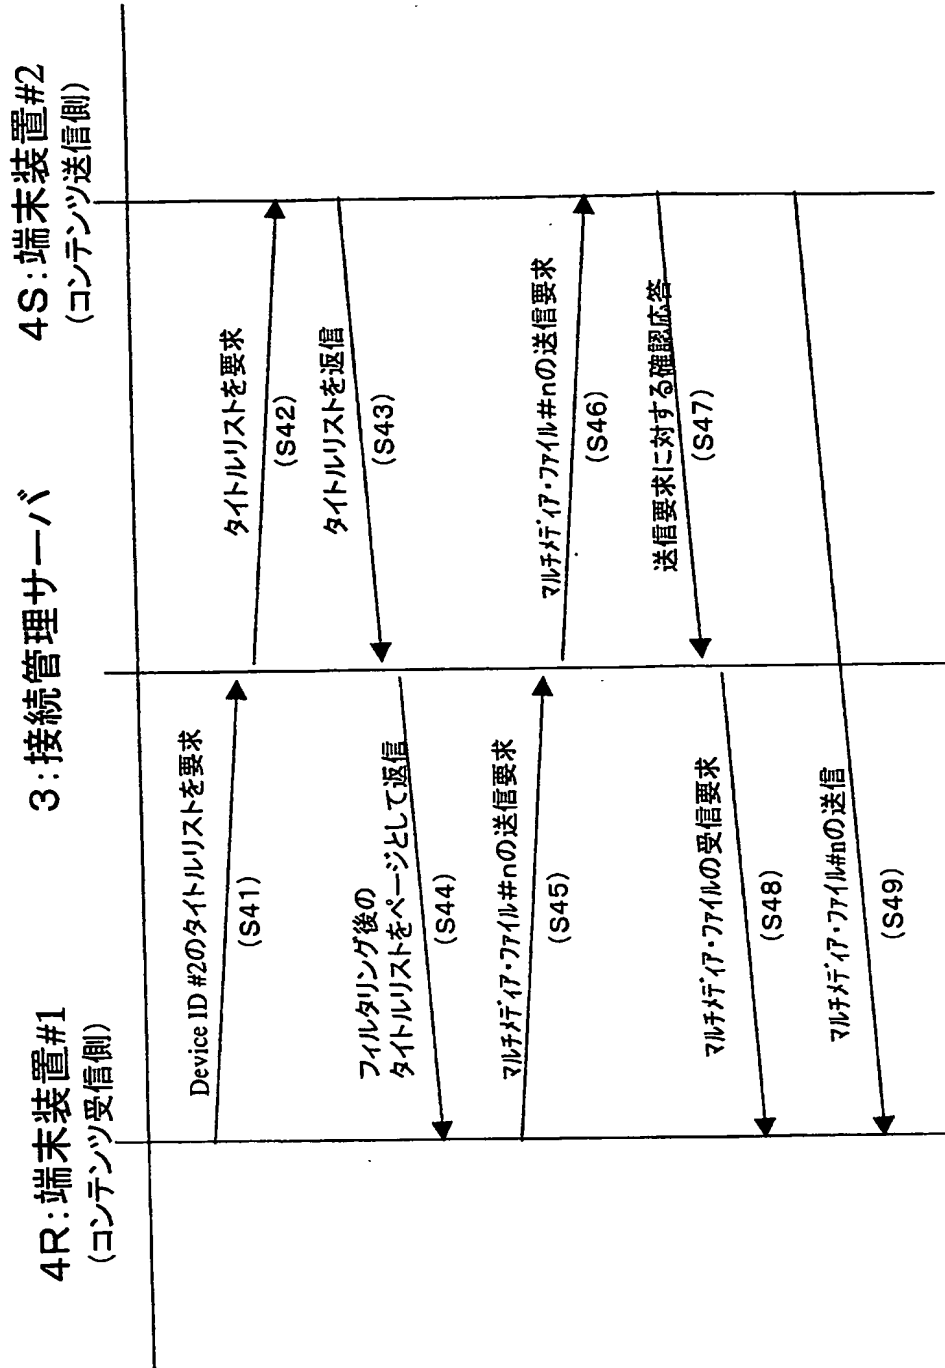 4R:端末装置#1
(コンテンツ受信側)
3:接続管理サーバ
4S:端末装置#2
(コンテンツ送信側)
Device ID #2のタイトルリストを要求
(S41)
タイトルリストを要求
(S42)
タイトルリストを返信
(S43)
フィルタリング後の
タイトルリストをページとして返信
(S44)
マルチメディア・ファイル#nの送信要求
(S45)
マルチメディア・ファイル#nの送信要求
(S46)
送信要求に対する確認応答
(S47)
マルチメディア・ファイルの受信要求
(S48)
マルチメディア・ファイル#nの送信
(S49)